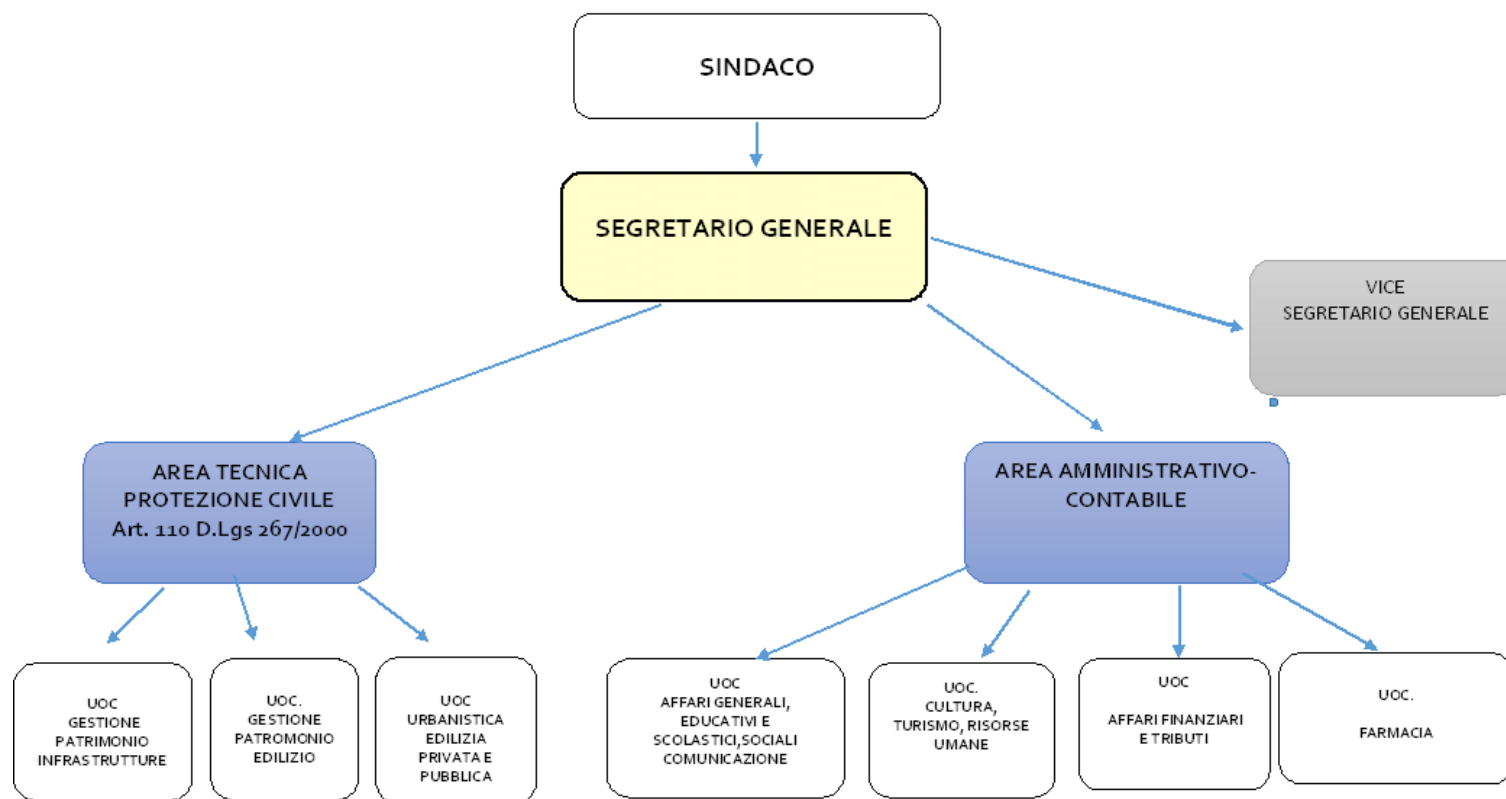 SINDACO
SEGRETARIO GENERALE
VICE
SEGRETARIO GENERALE
AREA TECNICA
PROTEZIONE CIVILE
Art. 110 D.Lgs 267/2000
AREA AMMINISTRATIVO-
CONTABILE
UOC
GESTIONE
PATRIMONIO
INFRASTRUTTURE
UOC.
GESTIONE
PATROMONIO
EDILIZIO
UOC
URBANISTICA
EDILIZIA
PRIVATA E
PUBBLICA
UOC
AFFARI GENERALI,
EDUCATIVI E
SCOLASTICI,SOCIALI
COMUNICAZIONE
UOC.
CULTURA,
TURISMO, RISORSE
UMANE
UOC
AFFARI FINANZIARI
E TRIBUTI
UOC.
FARMACIA